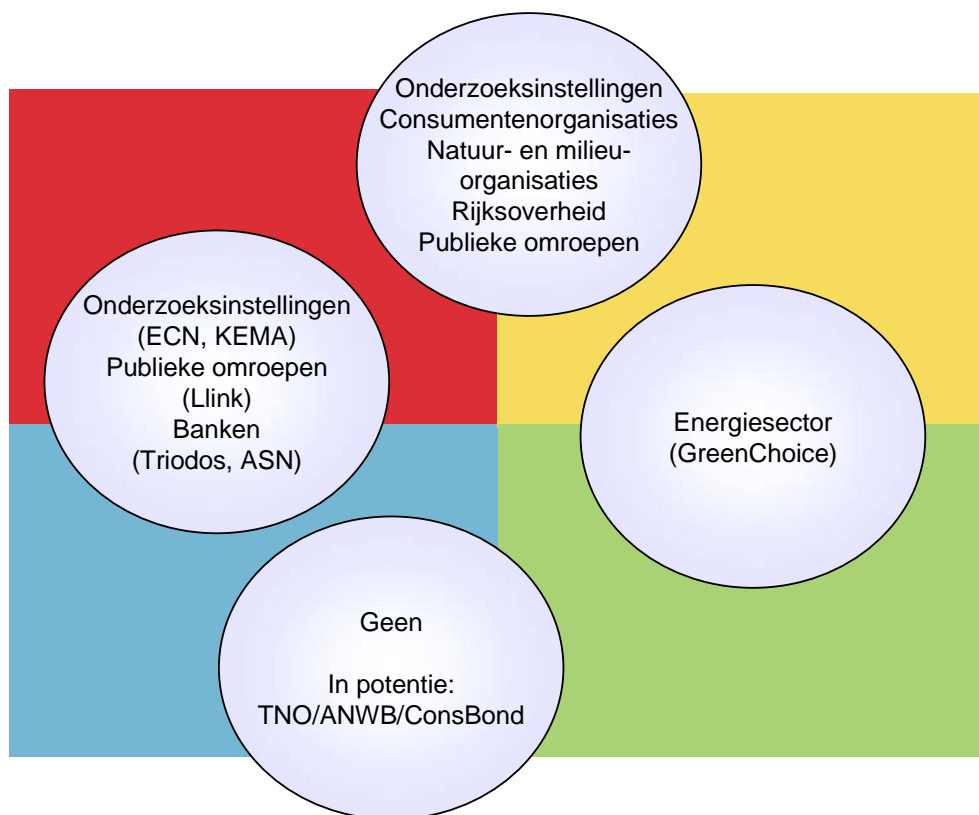 Onderzoeksinstellingen
Consumentenorganisaties
Natuur- en milieu-
organisaties
Rijksoverheid
Publieke omroepen
Onderzoeksinstellingen
(ECN, KEMA)
Publieke omroepen
(Llink)
Banken
(Triodos, ASN)
Energiesector
(GreenChoice)
Geen
In potentie:
TNO/ANWB/ConsBond